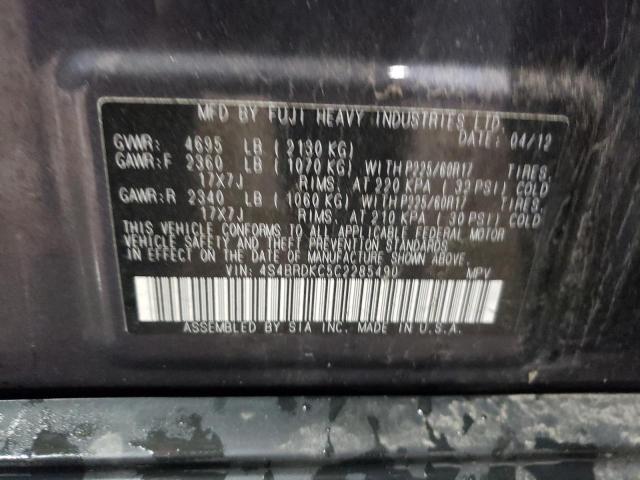 MFD BY FUJI HEAVY INDUSTRIES LTD.
DATE: 04/12
GVWR: 4695 LB ( 2130 KG)
GAWR:F 2360 LB ( 1070 KG) WITH P225/60R17 TIRES,
17X7J RIMS, AT 220 KPA ( 32 PSI) COLD
GAWR:R 2340 LB ( 1060 KG) WITH P225/60R17 TIRES,
17X7J RIMS, AT 210 KPA ( 30 PSI) COLD
THIS VEHICLE CONFORMS TO ALL APPLICABLE FEDERAL MOTOR
VEHICLE SAFETY AND THEFT PREVENTION STANDARDS IN EFFECT
ON THE DATE OF MANUFACTURE SHOWN ABOVE.
VIN: 4S4BRDKC5C2285490 MPV
ASSEMBLED BY SIA INC. MADE IN U.S.A.